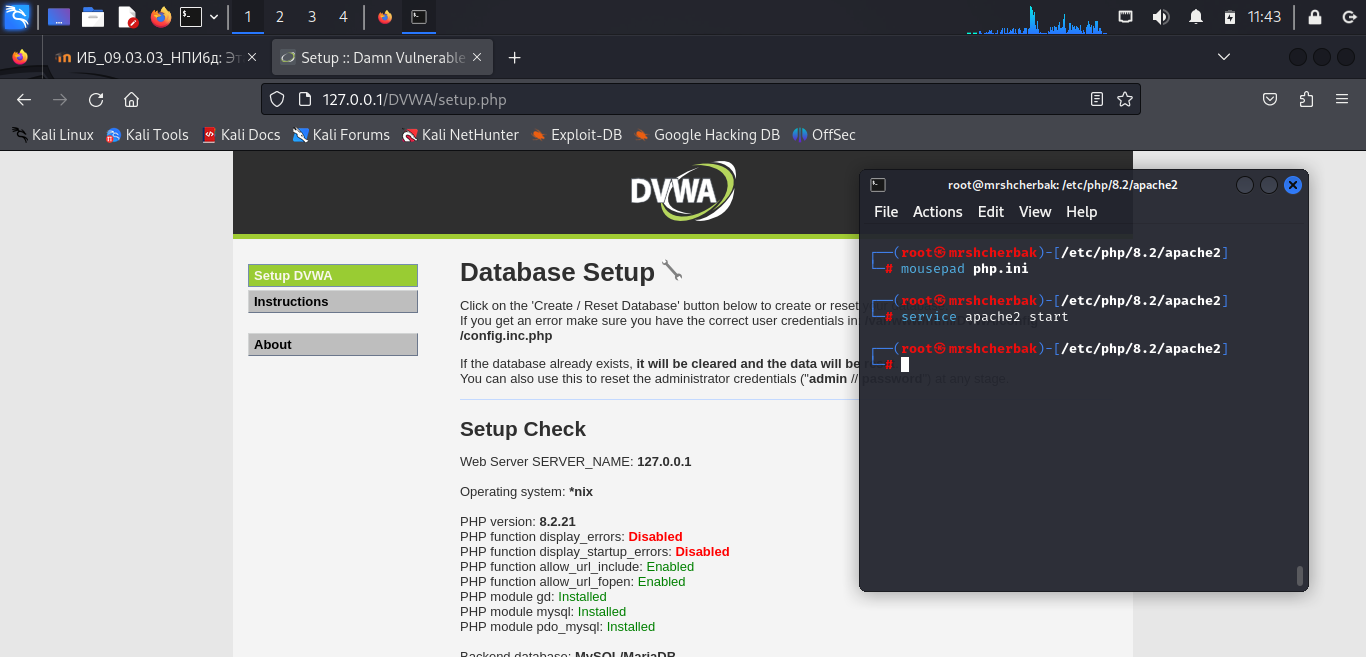 1 2 3 4 11:43
ИБ_09.03.03_НПИбд: Эт Setup :: Damn Vulnerable
127.0.0.1/DVWA/setup.php
Kali Linux Kali Tools Kali Docs Kali Forums Kali NetHunter Exploit-DB Google Hacking DB OffSec
DVWA
Setup DVWA
Instructions
About
Database Setup
Click on the 'Create / Reset Database' button below to create or reset
If you get an error make sure you have the correct user credentials in
/config.inc.php
If the database already exists, it will be cleared and the data will be
You can also use this to reset the administrator credentials ("admin // password") at any stage.
Setup Check
Web Server SERVER_NAME: 127.0.0.1
Operating system: *nix
PHP version: 8.2.21
PHP function display_errors: Disabled
PHP function display_startup_errors: Disabled
PHP function allow_url_include: Enabled
PHP function allow_url_fopen: Enabled
PHP module gd: Installed
PHP module mysql: Installed
PHP module pdo_mysql: Installed
Backend database: MySQL/MariaDB
root@mrshcherbak: /etc/php/8.2/apache2
File Actions Edit View Help
┌──(root㉿mrshcherbak)-[/etc/php/8.2/apache2]
└─# mousepad php.ini
┌──(root㉿mrshcherbak)-[/etc/php/8.2/apache2]
└─# service apache2 start
┌──(root㉿mrshcherbak)-[/etc/php/8.2/apache2]
└─#